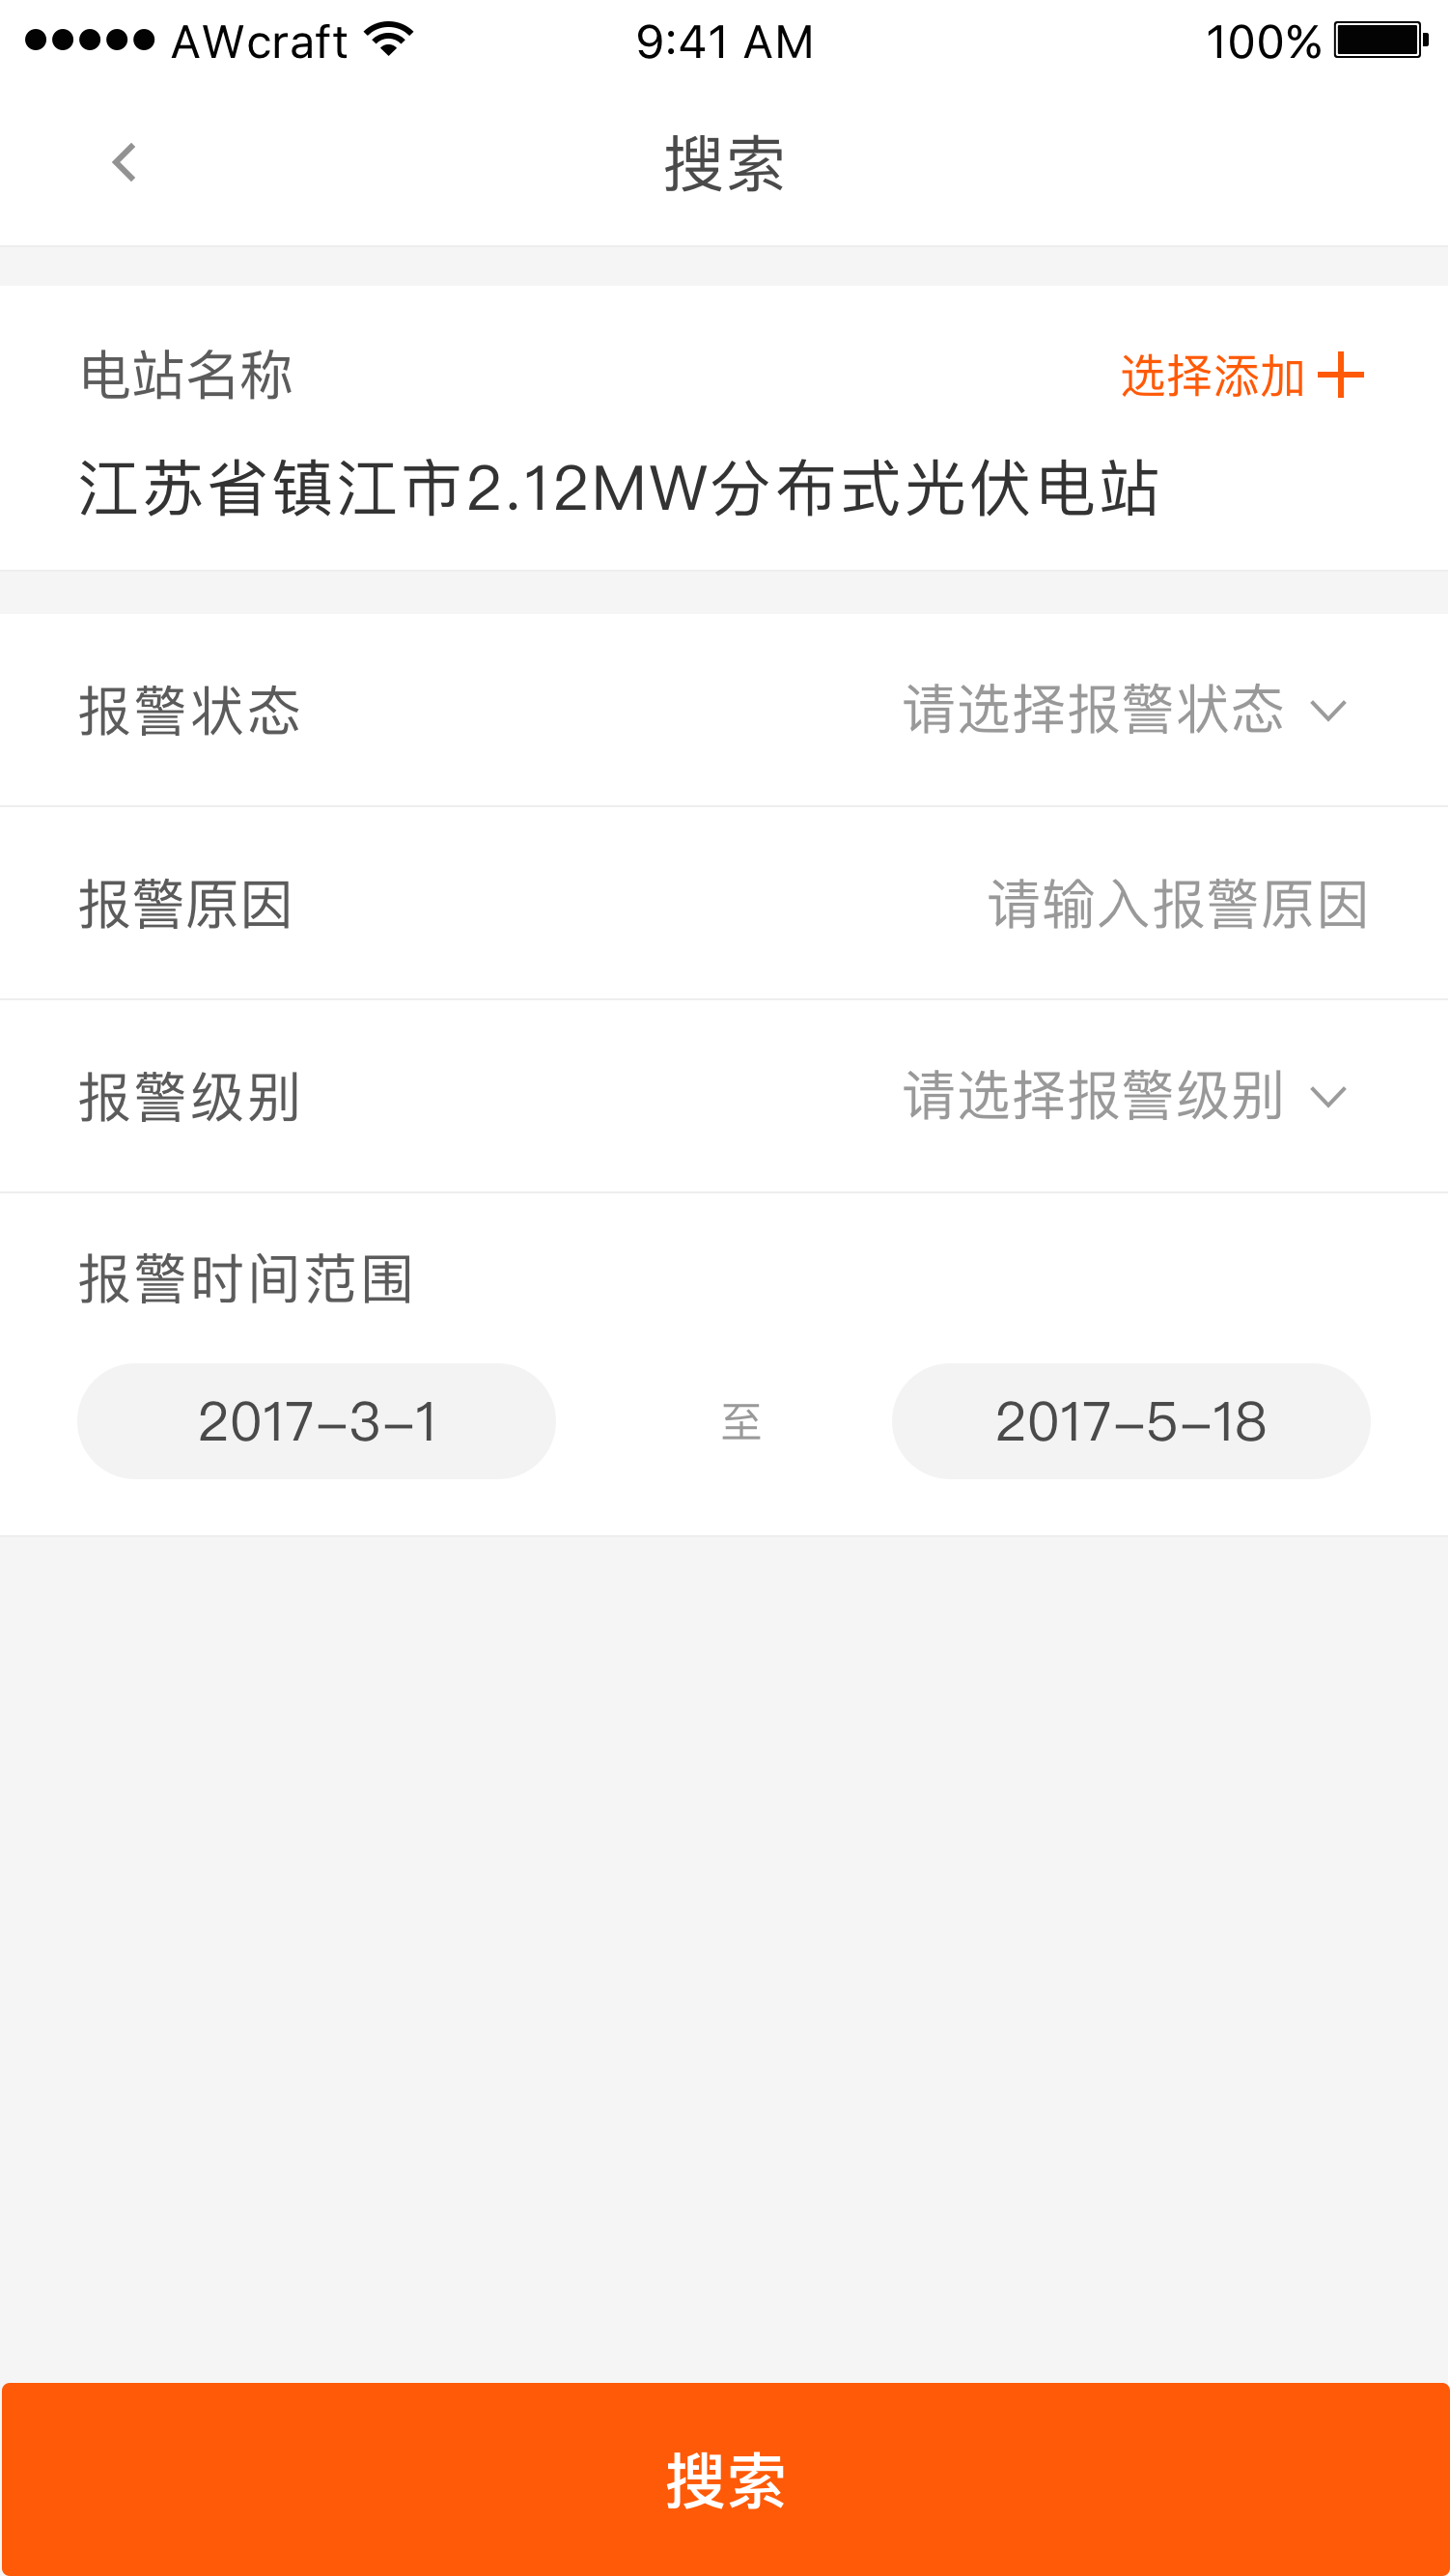 AWcraft 9:41 AM 100%
搜索
电站名称 选择添加
江苏省镇江市2.12MW分布式光伏电站
报警状态 请选择报警状态
报警原因 请输入报警原因
报警级别 请选择报警级别
报警时间范围
2017-3-1 至 2017-5-18
搜索